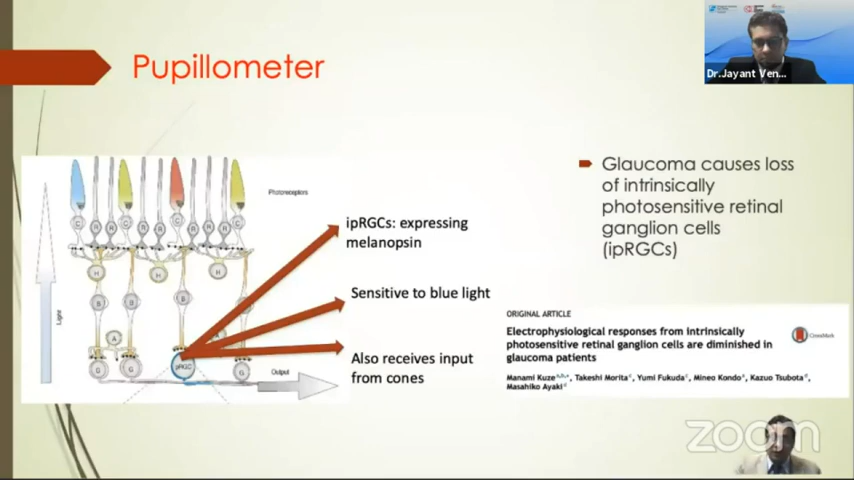 Pupillometer
Dr.Jayant Ven...
Photoreceptors
Light
Output
ipRGCs: expressing
melanopsin
Sensitive to blue light
Also receives input
from cones
Glaucoma causes loss
of intrinsically
photosensitive retinal
ganglion cells
(ipRGCs)
ORIGINAL ARTICLE
Electrophysiological responses from intrinsically
photosensitive retinal ganglion cells are diminished in
glaucoma patients
CrossMark
Manami Kuze, Takeshi Morita, Yumi Fukuda, Mineo Kondo, Kazuo Tsubota,
Masahiko Ayaki
zoom